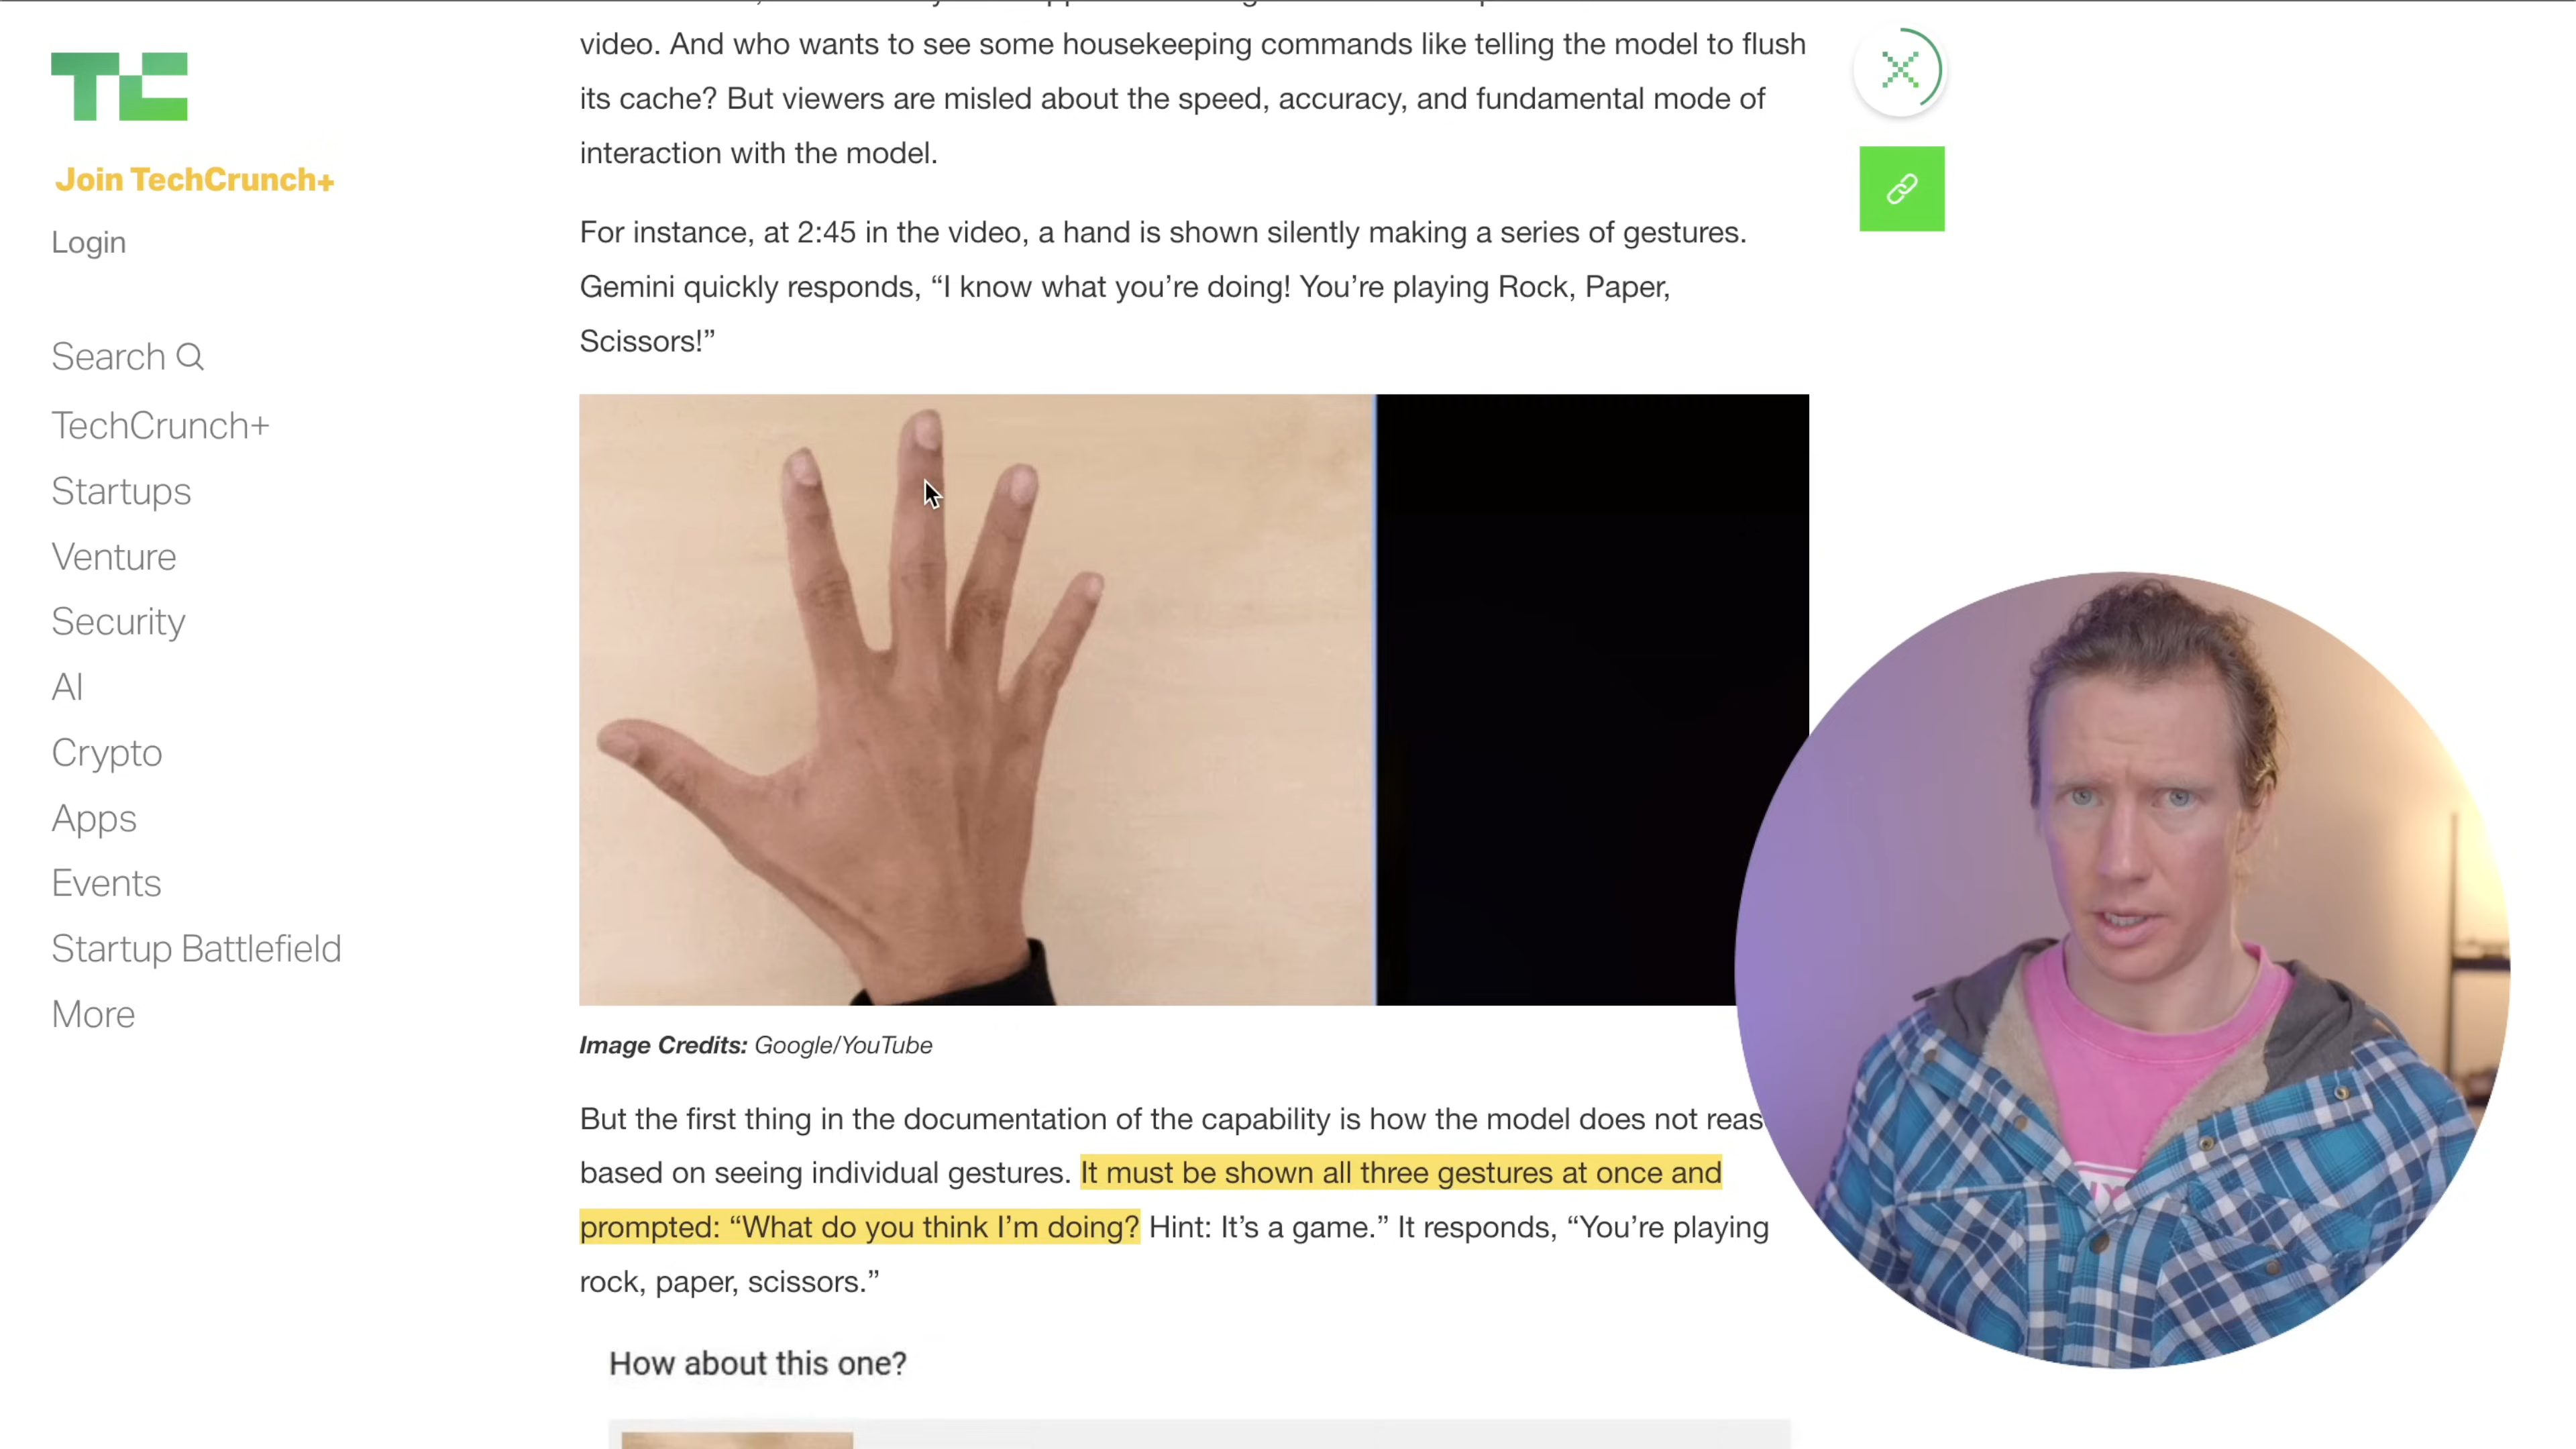 TC
Join TechCrunch+
Login
Search
TechCrunch+
Startups
Venture
Security
AI
Crypto
Apps
Events
Startup Battlefield
More
video. And who wants to see some housekeeping commands like telling the model to flush
its cache? But viewers are misled about the speed, accuracy, and fundamental mode of
interaction with the model.
For instance, at 2:45 in the video, a hand is shown silently making a series of gestures.
Gemini quickly responds, “I know what you’re doing! You’re playing Rock, Paper,
Scissors!”
Image Credits: Google/YouTube
But the first thing in the documentation of the capability is how the model does not reas
based on seeing individual gestures. It must be shown all three gestures at once and
prompted: “What do you think I’m doing? Hint: It’s a game.” It responds, “You’re playing
rock, paper, scissors.”
How about this one?